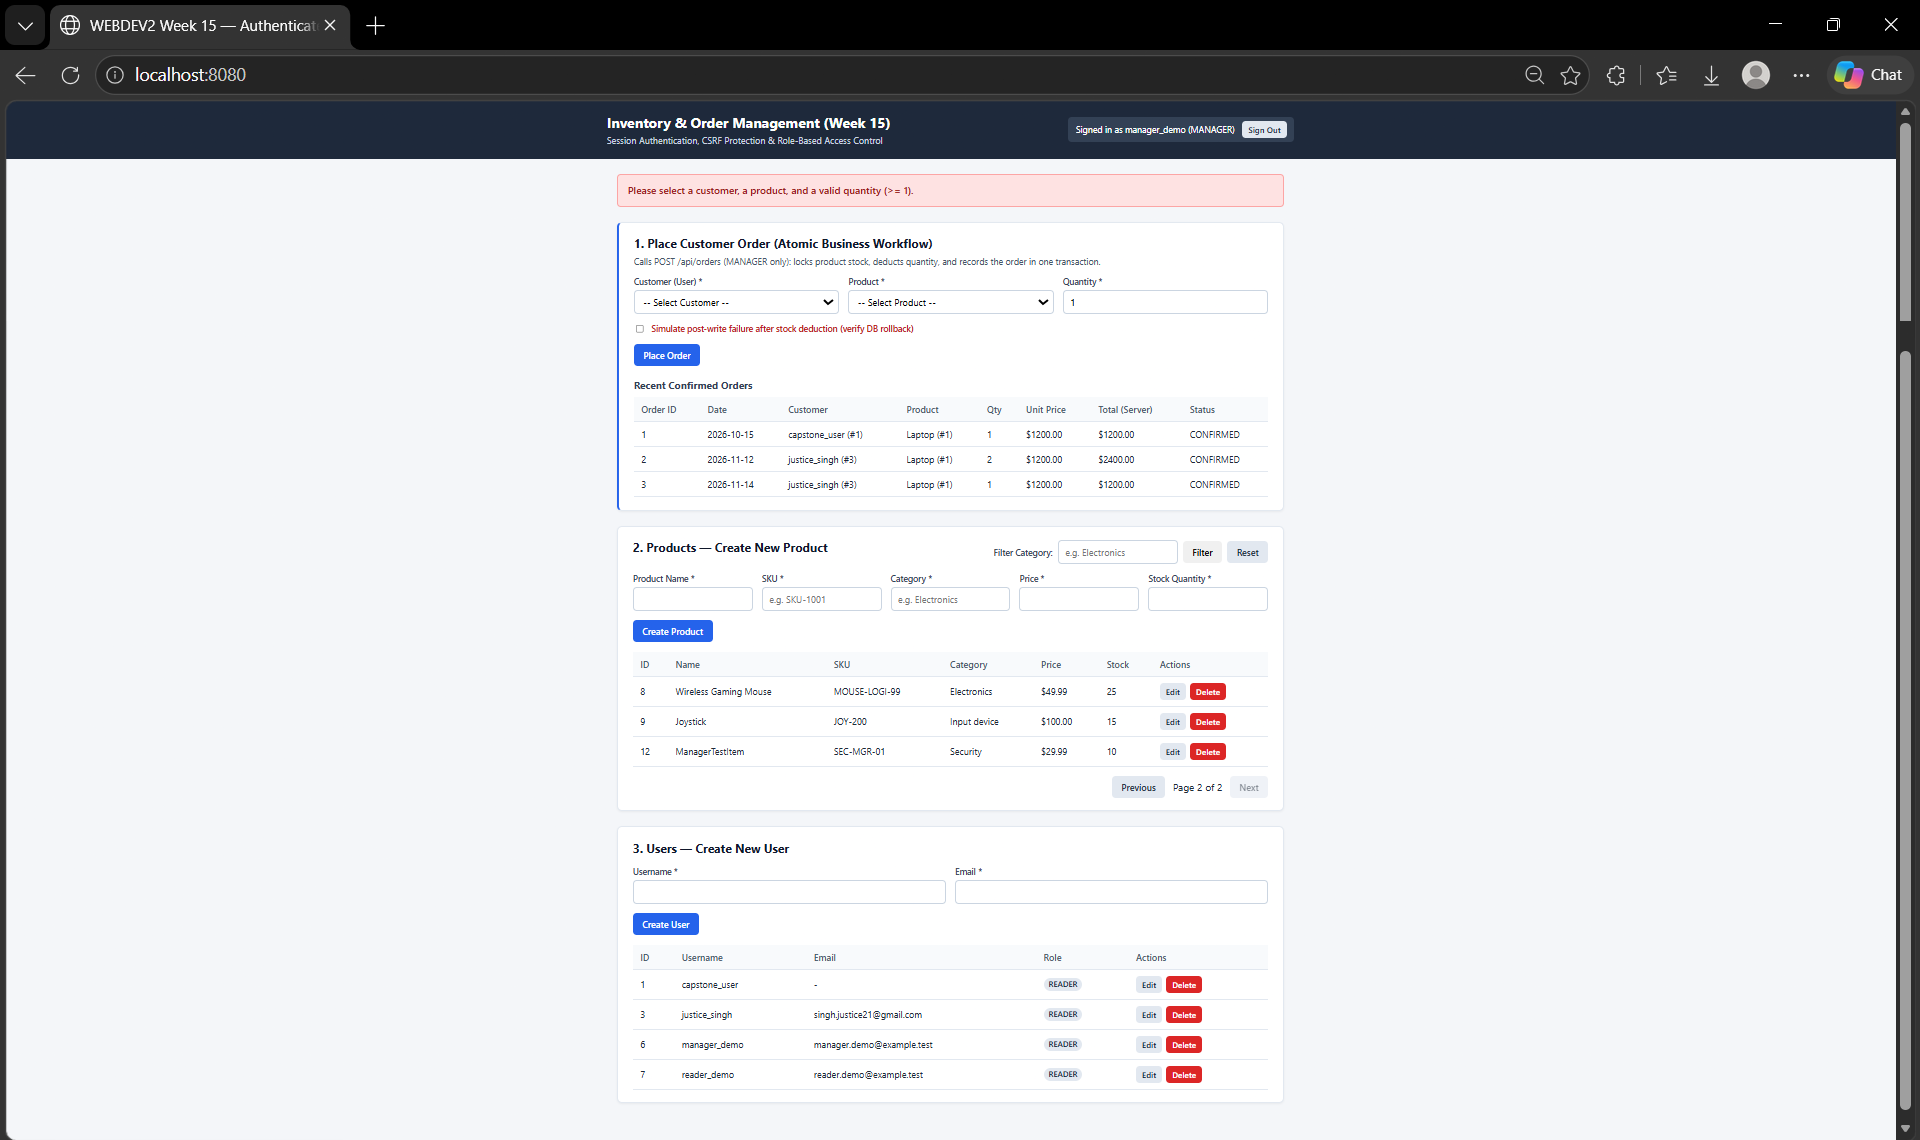 WEBDEV2 Week 15 — Authenticat
localhost:8080
Chat
Inventory & Order Management (Week 15)
Session Authentication, CSRF Protection & Role-Based Access Control
Signed in as manager_demo (MANAGER) Sign Out
Please select a customer, a product, and a valid quantity (>= 1).
1. Place Customer Order (Atomic Business Workflow)
Calls POST /api/orders (MANAGER only): locks product stock, deducts quantity, and records the order in one transaction.
Customer (User) * Product * Quantity *
-- Select Customer -- -- Select Product -- 1
Simulate post-write failure after stock deduction (verify DB rollback)
Place Order
Recent Confirmed Orders
Order ID Date Customer Product Qty Unit Price Total (Server) Status
1 2026-10-15 capstone_user (#1) Laptop (#1) 1 $1200.00 $1200.00 CONFIRMED
2 2026-11-12 justice_singh (#3) Laptop (#1) 2 $1200.00 $2400.00 CONFIRMED
3 2026-11-14 justice_singh (#3) Laptop (#1) 1 $1200.00 $1200.00 CONFIRMED
2. Products — Create New Product
Filter Category: e.g. Electronics Filter Reset
Product Name * SKU * Category * Price * Stock Quantity *
e.g. SKU-1001 e.g. Electronics
Create Product
ID Name SKU Category Price Stock Actions
8 Wireless Gaming Mouse MOUSE-LOGI-99 Electronics $49.99 25 Edit Delete
9 Joystick JOY-200 Input device $100.00 15 Edit Delete
12 ManagerTestItem SEC-MGR-01 Security $29.99 10 Edit Delete
Previous Page 2 of 2 Next
3. Users — Create New User
Username * Email *
Create User
ID Username Email Role Actions
1 capstone_user - READER Edit Delete
3 justice_singh singh.justice21@gmail.com READER Edit Delete
6 manager_demo manager.demo@example.test READER Edit Delete
7 reader_demo reader.demo@example.test READER Edit Delete